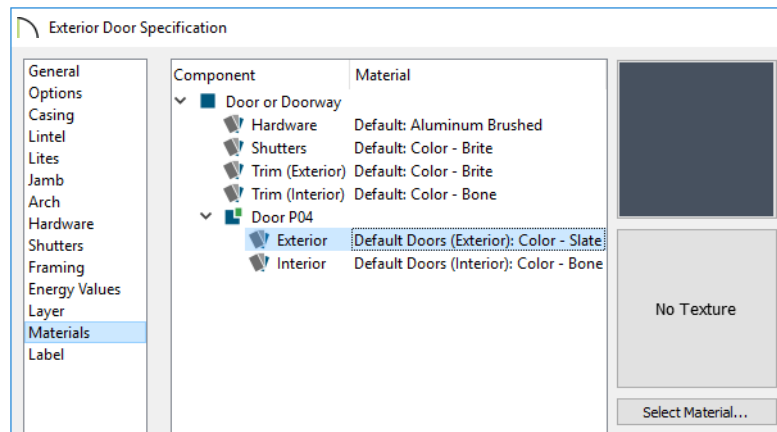 Exterior Door Specification
General
Options
Casing
Lintel
Lites
Jamb
Arch
Hardware
Shutters
Framing
Energy Values
Layer
Materials
Label
Component Material
Door or Doorway
Hardware Default: Aluminum Brushed
Shutters Default: Color - Brite
Trim (Exterior) Default: Color - Brite
Trim (Interior) Default: Color - Bone
Door P04
Exterior Default Doors (Exterior): Color - Slate
Interior Default Doors (Interior): Color - Bone
No Texture
Select Material...